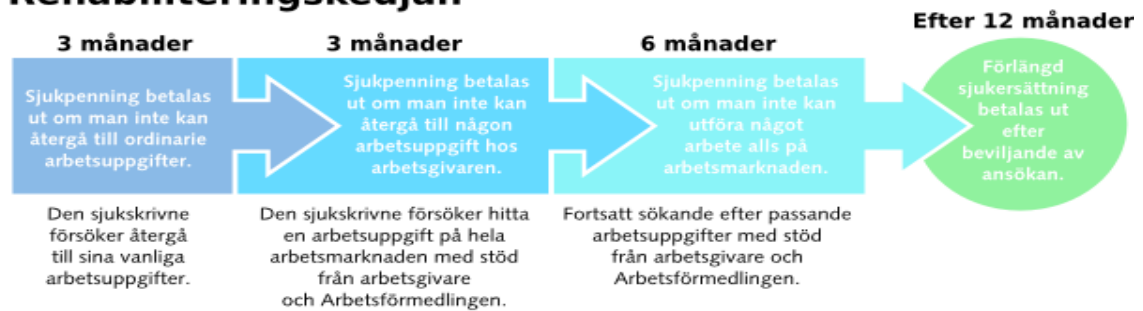 Rehabiliteringskedjan
3 månader
Sjukpenning betalas
ut om man inte kan
återgå till ordinarie
arbetsuppgifter.
Den sjukskrivne
försöker återgå
till sina vanliga
arbetsuppgifter.
3 månader
Sjukpenning betalas
ut om man inte kan
återgå till någon
arbetsuppgift hos
arbetsgivaren.
Den sjukskrivne försöker hitta
en arbetsuppgift på hela
arbetsmarknaden med stöd
från arbetsgivare
och Arbetsförmedlingen.
6 månader
Sjukpenning betalas
ut om man inte kan
utföra något
arbete alls på
arbetsmarknaden.
Fortsatt sökande efter passande
arbetsuppgifter med stöd
från arbetsgivare och
Arbetsförmedlingen.
Efter 12 månader
Förlängd
sjukersättning
betalas ut
efter
beviljande av
ansökan.